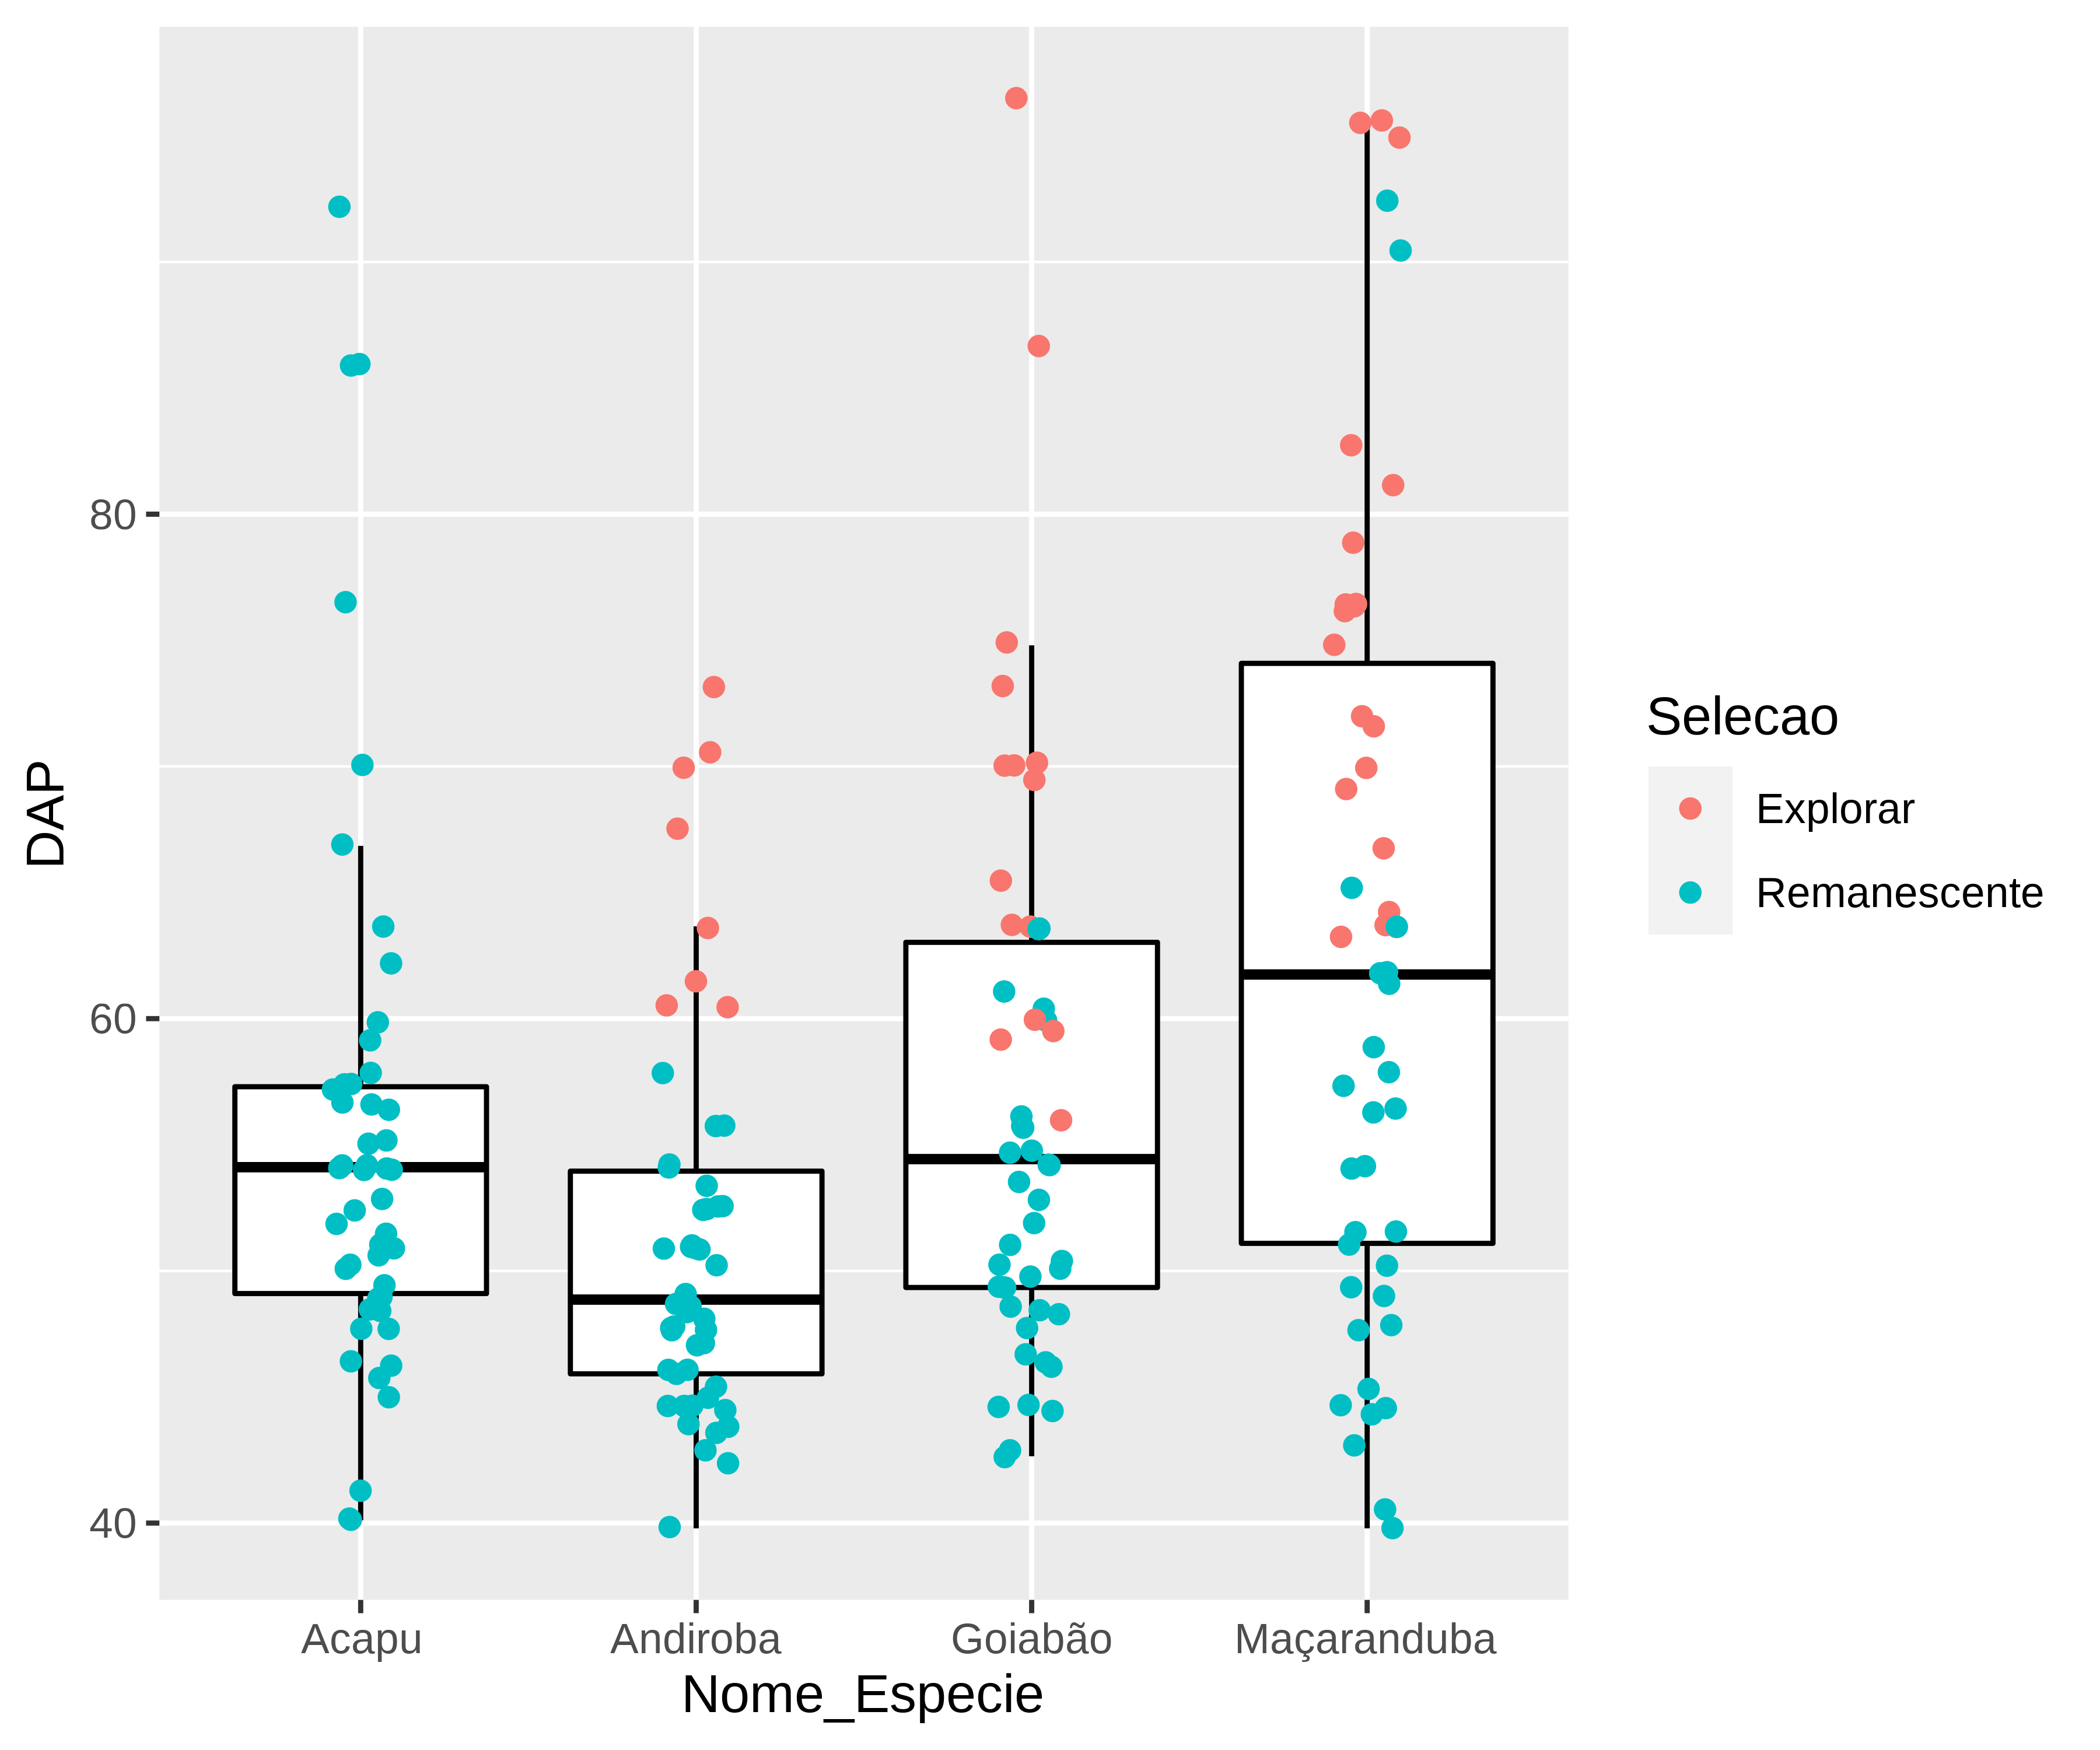 DAP
80
60
40
Acapu Andiroba Goiabão Maçaranduba
Nome_Especie
Selecao
Explorar
Remanescente